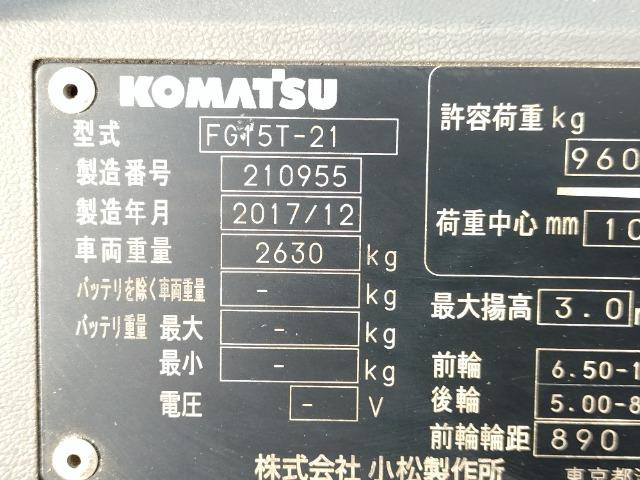 KOMATSU
型式 FG15T-21
製造番号 210955
製造年月 2017/12
車両重量 2630 kg
バッテリを除く車両重量 - kg
バッテリ重量 最大 - kg
最小 - kg
電圧 - V
株式会社 小松製作所
許容荷重 kg
960
荷重中心 mm 10
最大揚高 3.0
前輪 6.50-1
後輪 5.00-8
前輪輪距 890
東京都